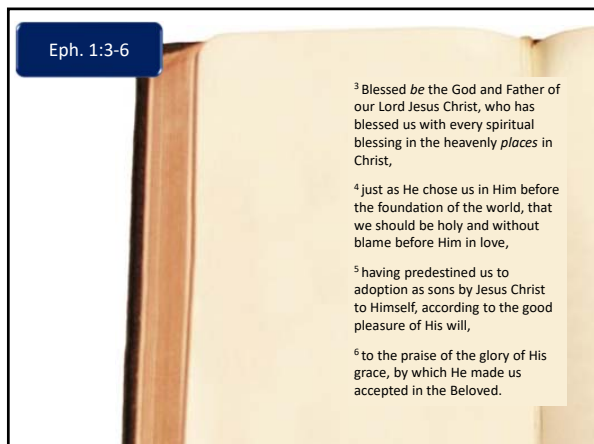 Eph. 1:3-6
3 Blessed be the God and Father of
our Lord Jesus Christ, who has
blessed us with every spiritual
blessing in the heavenly places in
Christ,
4 just as He chose us in Him before
the foundation of the world, that
we should be holy and without
blame before Him in love,
5 having predestined us to
adoption as sons by Jesus Christ
to Himself, according to the good
pleasure of His will,
6 to the praise of the glory of His
grace, by which He made us
accepted in the Beloved.